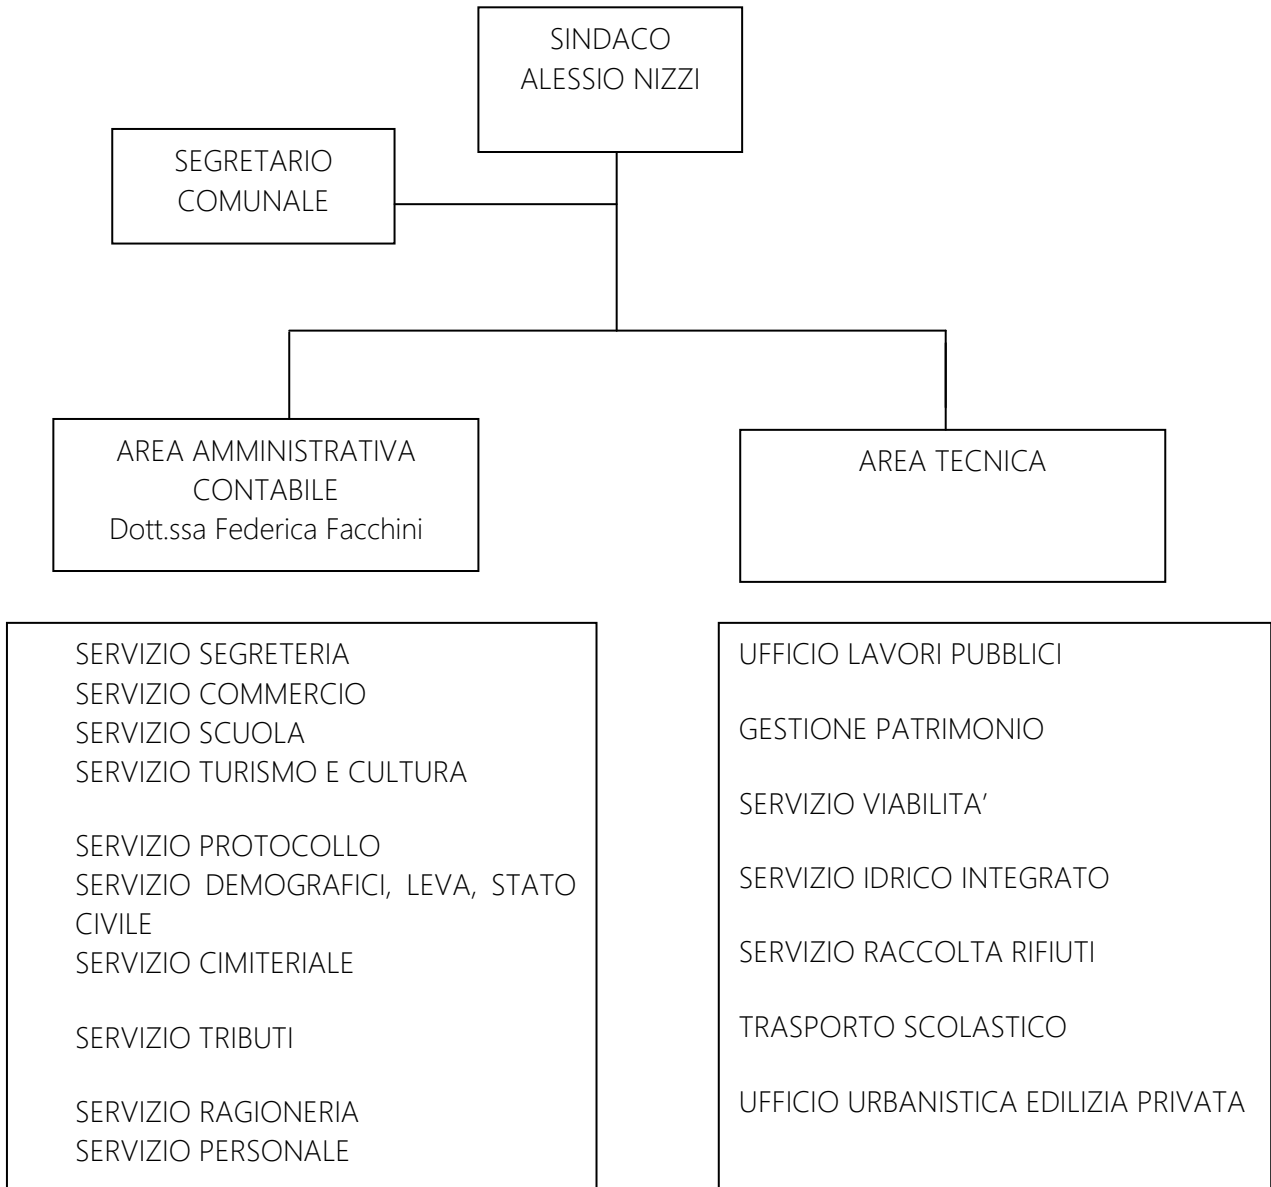 SINDACO
ALESSIO NIZZI
SEGRETARIO
COMUNALE
AREA AMMINISTRATIVA
CONTABILE
Dott.ssa Federica Facchini
AREA TECNICA
SERVIZIO SEGRETERIA
SERVIZIO COMMERCIO
SERVIZIO SCUOLA
SERVIZIO TURISMO E CULTURA
SERVIZIO PROTOCOLLO
SERVIZIO DEMOGRAFICI, LEVA, STATO
CIVILE
SERVIZIO CIMITERIALE
SERVIZIO TRIBUTI
SERVIZIO RAGIONERIA
SERVIZIO PERSONALE
UFFICIO LAVORI PUBBLICI
GESTIONE PATRIMONIO
SERVIZIO VIABILITA’
SERVIZIO IDRICO INTEGRATO
SERVIZIO RACCOLTA RIFIUTI
TRASPORTO SCOLASTICO
UFFICIO URBANISTICA EDILIZIA PRIVATA